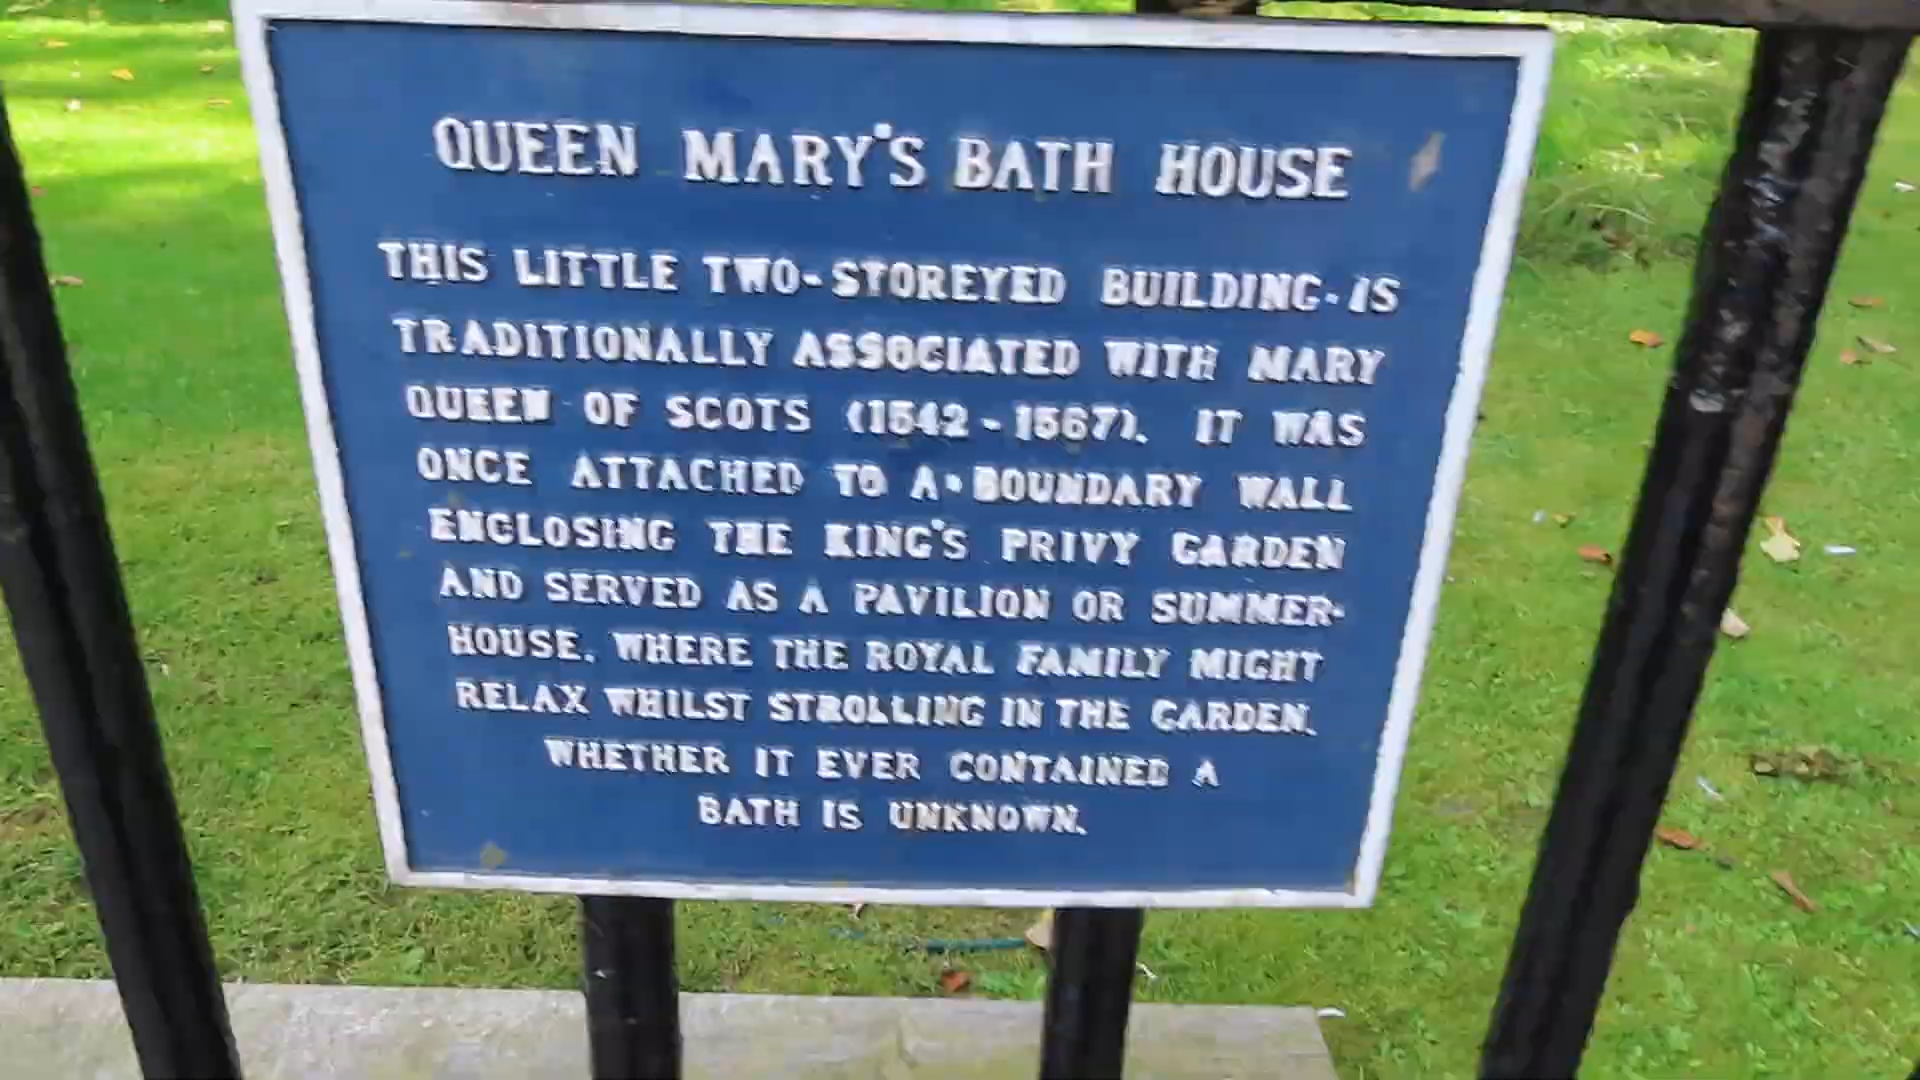 QUEEN MARY'S BATH HOUSE
THIS LITTLE TWO-STOREYED BUILDING IS
TRADITIONALLY ASSOCIATED WITH MARY
QUEEN OF SCOTS (1542-1567). IT WAS
ONCE ATTACHED TO A BOUNDARY WALL
ENCLOSING THE KING'S PRIVY GARDEN
AND SERVED AS A PAVILION OR SUMMER-
HOUSE, WHERE THE ROYAL FAMILY MIGHT
RELAX WHILST STROLLING IN THE GARDEN.
WHETHER IT EVER CONTAINED A
BATH IS UNKNOWN.